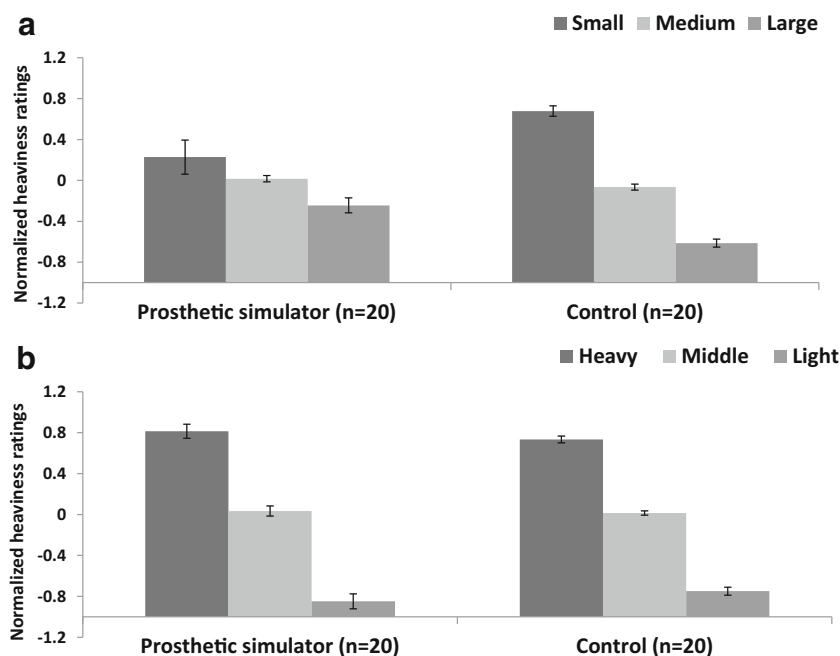 a
Small Medium Large
Normalized heaviness ratings
1.2
0.8
0.4
0
-0.4
-0.8
-1.2
Prosthetic simulator (n=20) Control (n=20)
b
Heavy Middle Light
Normalized heaviness ratings
1.2
0.8
0.4
0
-0.4
-0.8
-1.2
Prosthetic simulator (n=20) Control (n=20)